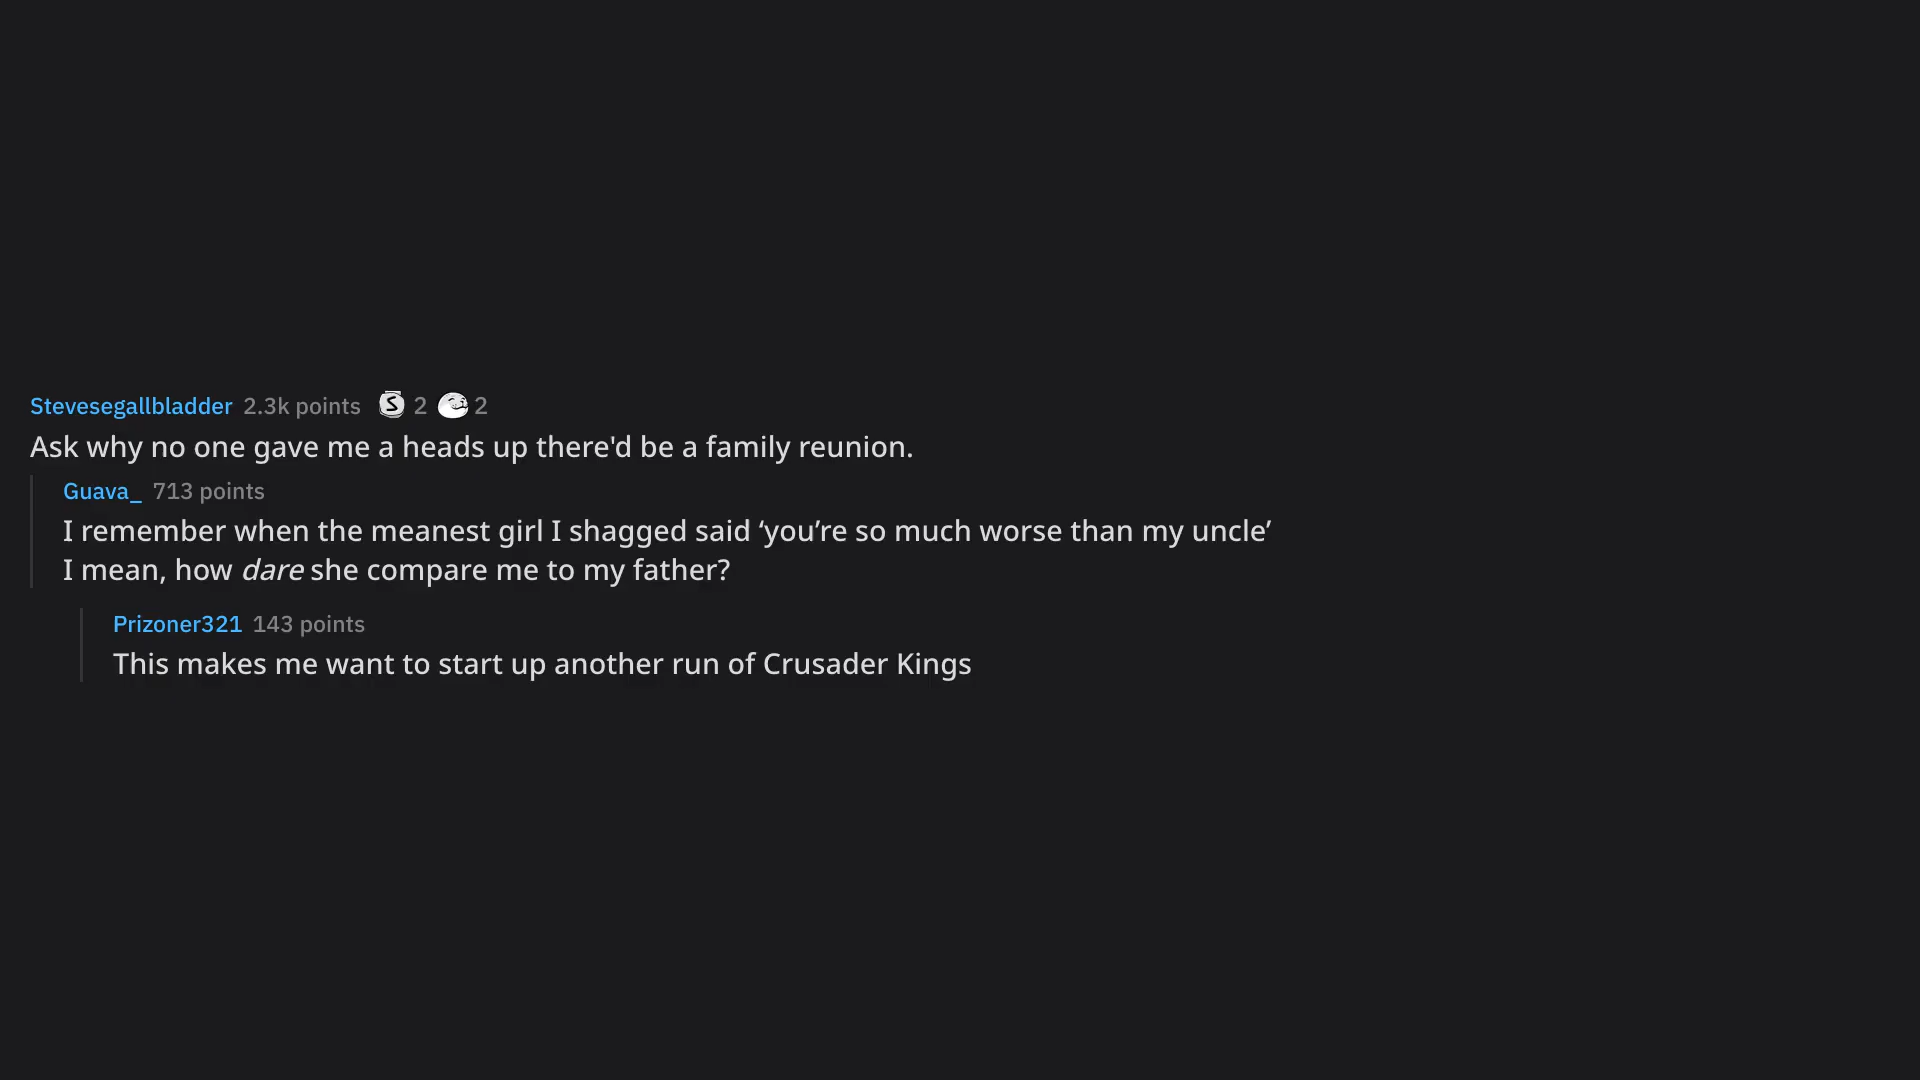 Stevesegallbladder 2.3k points S 2 2
Ask why no one gave me a heads up there'd be a family reunion.
Guava_ 713 points
I remember when the meanest girl I shagged said ‘you’re so much worse than my uncle’
I mean, how dare she compare me to my father?
Prizoner321 143 points
This makes me want to start up another run of Crusader Kings